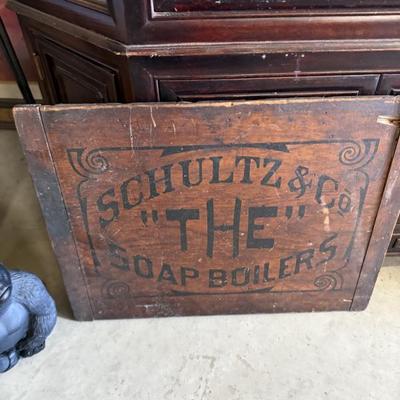 SCHULTZ & Co
"THE"
SOAP BOILERS